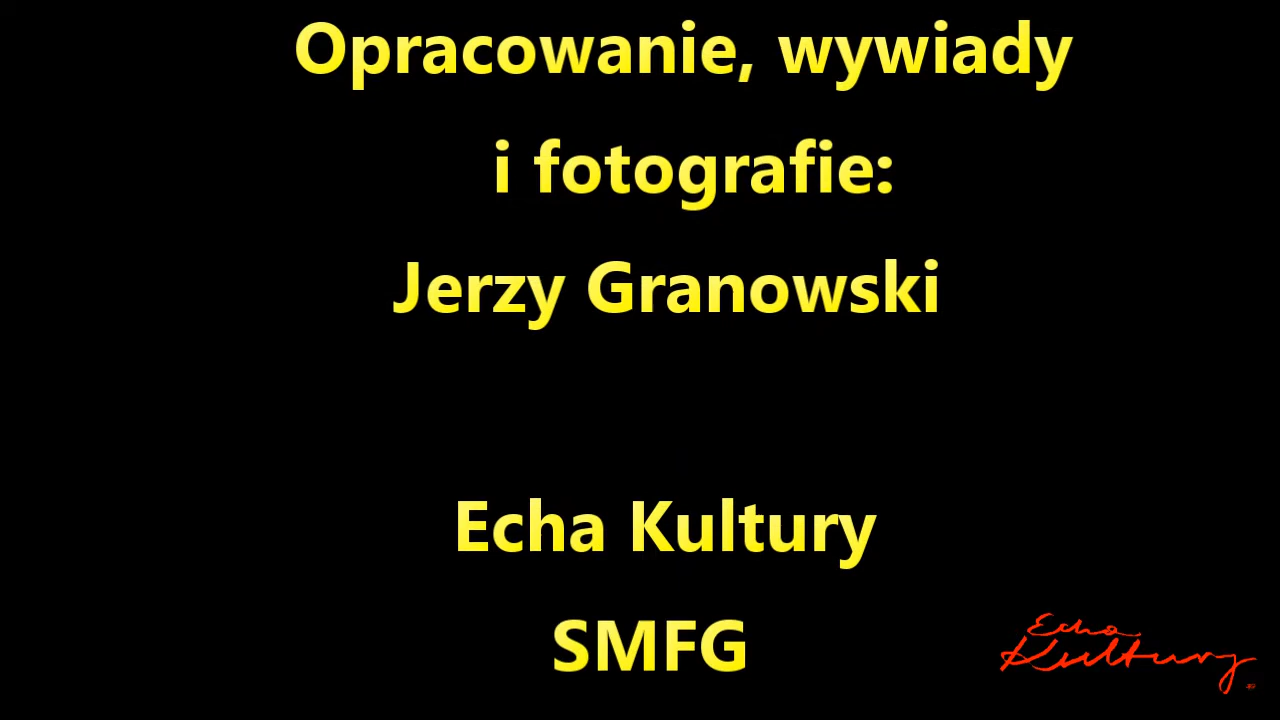 Opracowanie, wywiady
i fotografie:
Jerzy Granowski
Echa Kultury
SMFG
Echa
Kultury